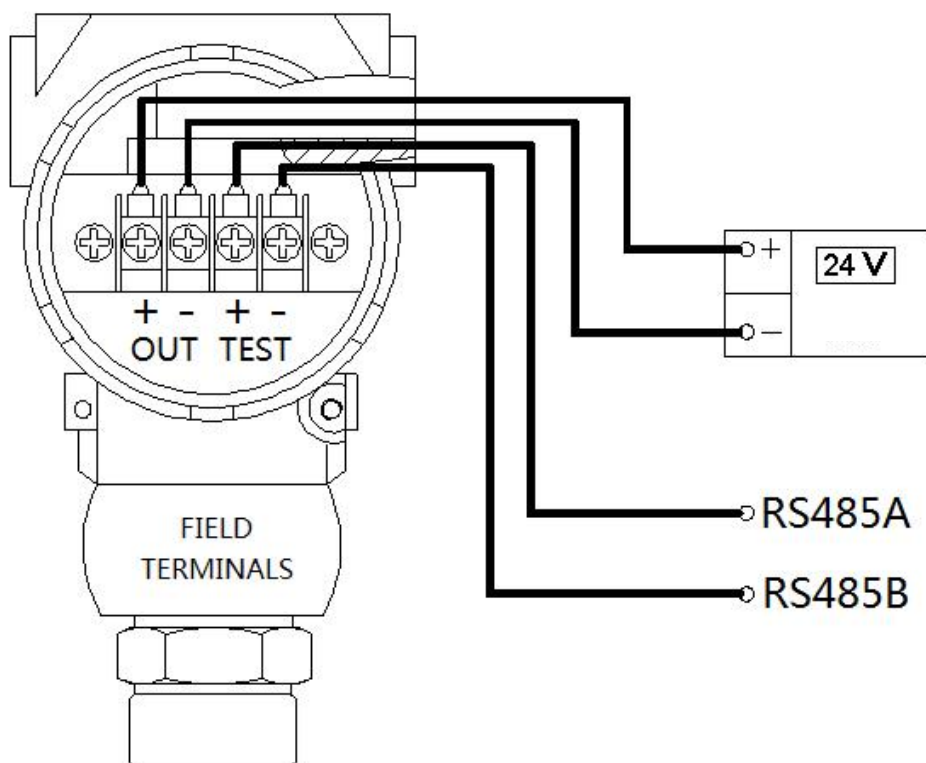 + - + -
OUT TEST
+
24 V
−
RS485A
RS485B
FIELD
TERMINALS